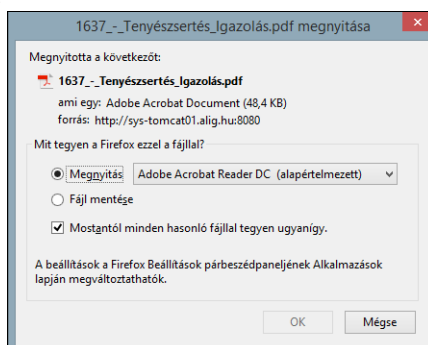 1637_-_Tenyészsertés_Igazolás.pdf megnyitása
Megnyitotta a következőt:
1637_-_Tenyészsertés_Igazolás.pdf
ami egy: Adobe Acrobat Document (48,4 KB)
forrás: http://sys-tomcat01.alig.hu:8080
Mit tegyen a Firefox ezzel a fájllal?
Megnyitás Adobe Acrobat Reader DC (alapértelmezett)
Fájl mentése
Mostantól minden hasonló fájllal tegyen ugyanígy.
A beállítások a Firefox Beállítások párbeszédpaneljének Alkalmazások
lapján megváltoztathatók.
OK Mégse